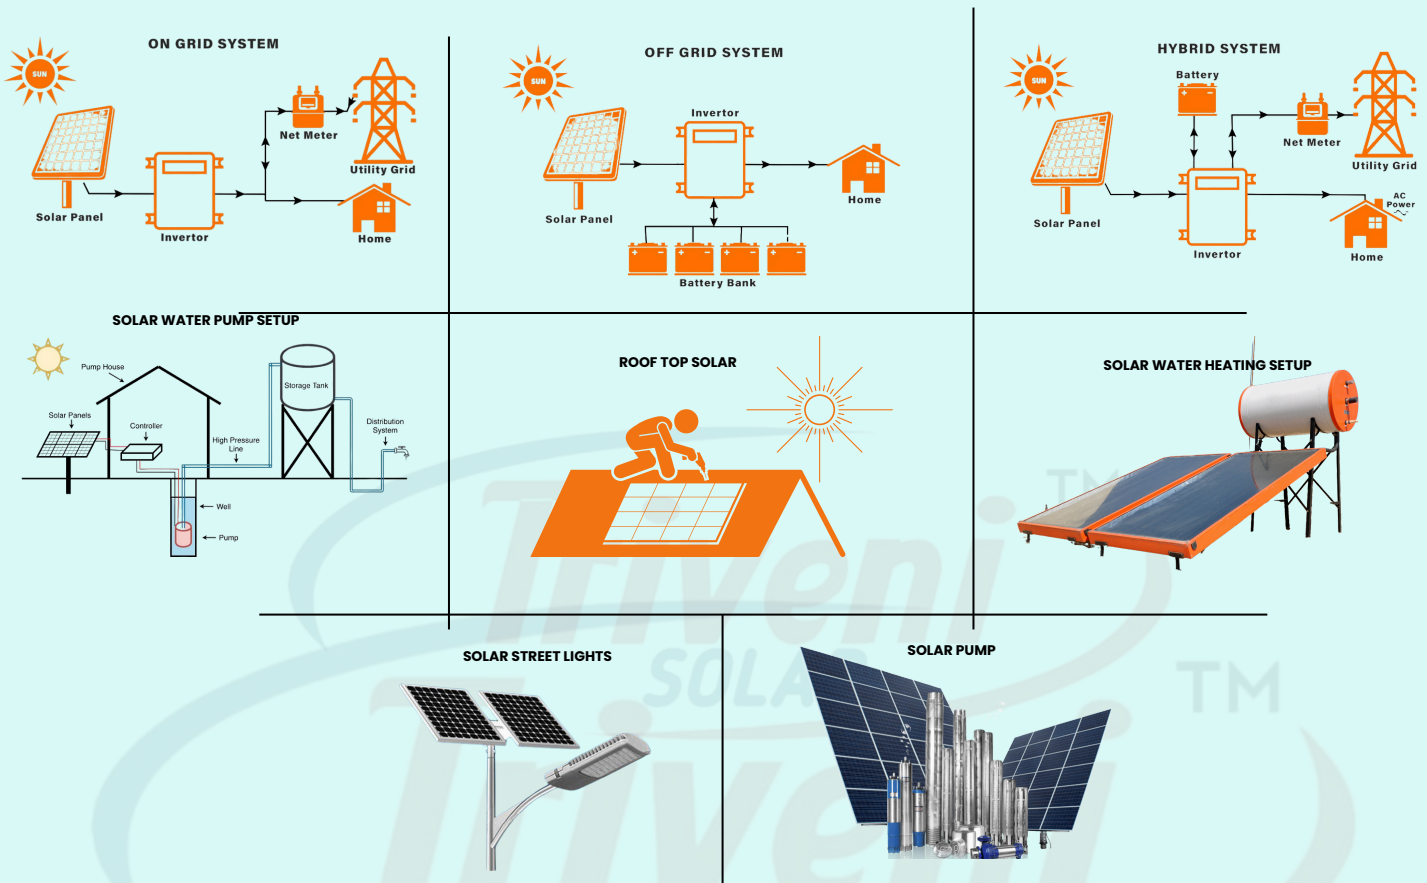 ON GRID SYSTEM
SUN
Net Meter
Utility Grid
Solar Panel
Invertor
Home
OFF GRID SYSTEM
SUN
Invertor
Solar Panel
Home
Battery Bank
HYBRID SYSTEM
SUN
Battery
Net Meter
Utility Grid
AC
Power
Solar Panel
Invertor
Home
SOLAR WATER PUMP SETUP
Pump House
Storage Tank
Solar Panels
Controller
High Pressure
Line
Distribution
System
Well
Pump
ROOF TOP SOLAR
SOLAR WATER HEATING SETUP
TM
Triveni
SOLAR
SOLAR STREET LIGHTS
SOLAR PUMP
TM
Triveni